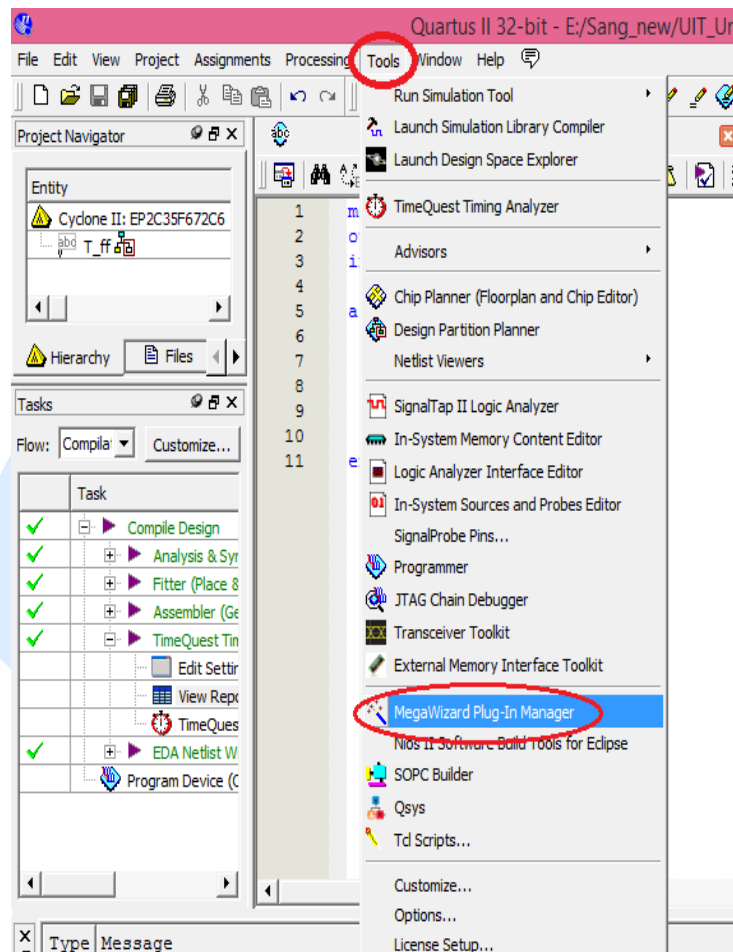 Quartus II 32-bit - E:/Sang_new/UIT_Un
File Edit View Project Assignments Processing Tools Window Help
Project Navigator
Entity
Cyclone II: EP2C35F672C6
abd T_ff
Hierarchy Files
Tasks
Flow: Compila Customize...
Task
Compile Design
Analysis & Syr
Fitter (Place &
Assembler (Ge
TimeQuest Tim
Edit Settir
View Repo
TimeQues
EDA Netlist W
Program Device (O
abc
1 m
2 o
3 i
4
5 a
6
7
8
9
10
11 e
Run Simulation Tool
Launch Simulation Library Compiler
Launch Design Space Explorer
TimeQuest Timing Analyzer
Advisors
Chip Planner (Floorplan and Chip Editor)
Design Partition Planner
Netlist Viewers
SignalTap II Logic Analyzer
In-System Memory Content Editor
Logic Analyzer Interface Editor
01 In-System Sources and Probes Editor
SignalProbe Pins...
Programmer
JTAG Chain Debugger
Transceiver Toolkit
External Memory Interface Toolkit
MegaWizard Plug-In Manager
Nios II Software Build Tools for Eclipse
SOPC Builder
Qsys
Tcl Scripts...
Customize...
Options...
License Setup...
X Type Message